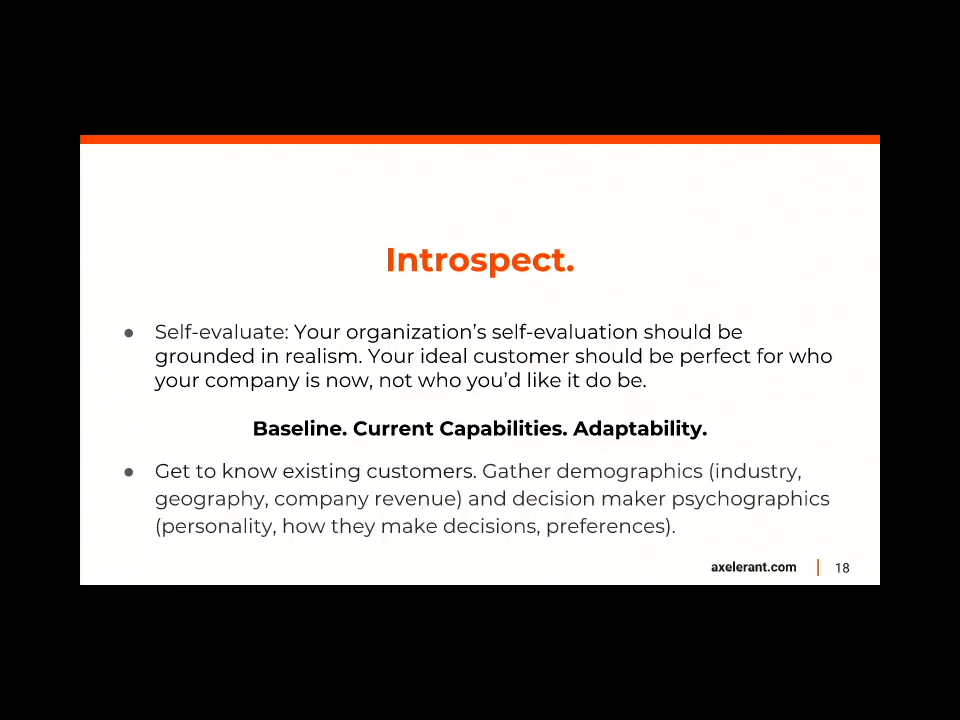 Introspect.
● Self-evaluate: Your organization's self-evaluation should be
grounded in realism. Your ideal customer should be perfect for who
your company is now, not who you'd like it do be.
Baseline. Current Capabilities. Adaptability.
● Get to know existing customers. Gather demographics (industry,
geography, company revenue) and decision maker psychographics
(personality, how they make decisions, preferences).
axelerant.com | 18